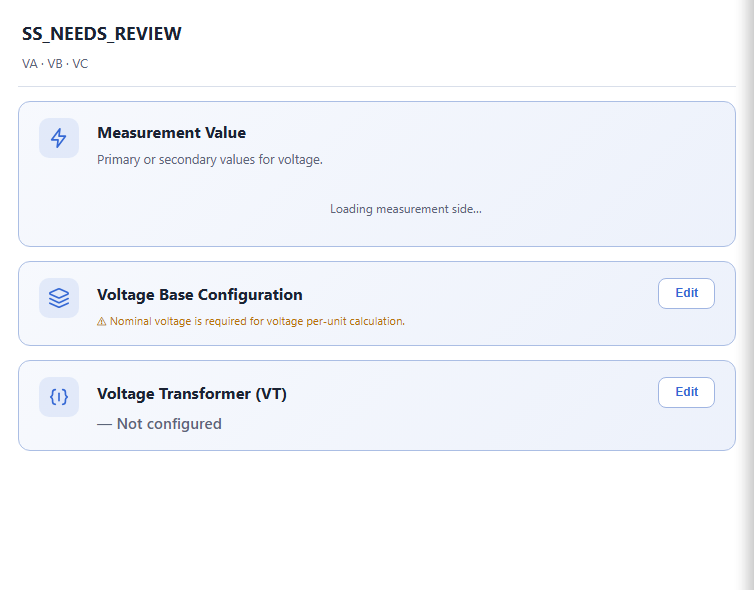 SS_NEEDS_REVIEW
VA · VB · VC
Measurement Value
Primary or secondary values for voltage.
Loading measurement side...
Voltage Base Configuration
Edit
⚠ Nominal voltage is required for voltage per-unit calculation.
Voltage Transformer (VT)
Edit
— Not configured